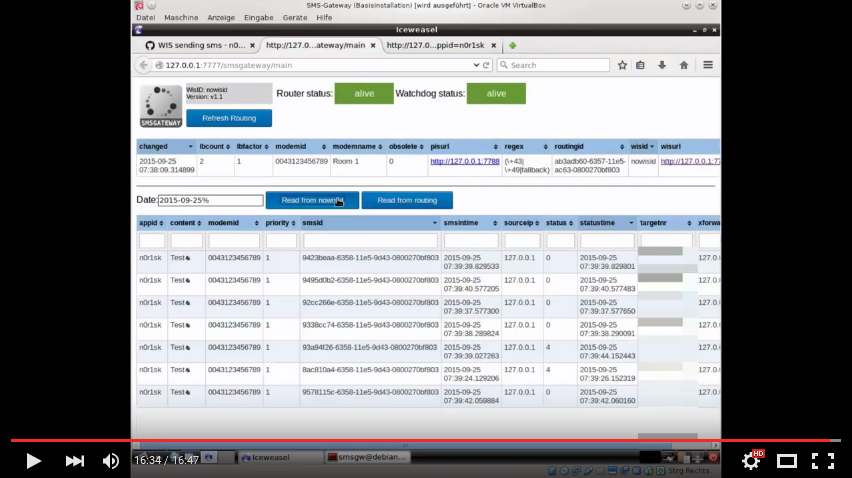 SMS-Gateway (Basisinstallation) [wird ausgeführt] - Oracle VM VirtualBox
Datei Maschine Anzeige Eingabe Geräte Hilfe
Iceweasel
WIS sending sms · n0... http://127.0....ateway/main http://127.0....ppid=n0r1sk
127.0.0.1:7777/smsgateway/main Search
SMSGATEWAY
WisID: nowisid
Version: v1.1
Router status: alive Watchdog status: alive
Refresh Routing
changed lbcount lbfactor modemid modemname obsolete pisurl regex routingid wisid wisurl
2015-09-25 2 1 0043123456789 Room 1 0 http://127.0.0.1:7788 (\+43| ab3adb60-6357-11e5- nowisid http://127.0.0.1:77
07:38:09.314899 \+49|fallback) ac63-0800270bf803
Date: 2015-09-25% Read from nowisid Read from routing
appid content modemid priority smsid smsintime sourceip status statustime targetnr xforwa
n0r1sk Test 0043123456789 1 9423beaa-6358-11e5-9d43-0800270bf803 2015-09-25 127.0.0.1 0 2015-09-25 127.0.
07:39:39.829533 07:39:39.829801
n0r1sk Test 0043123456789 1 9495d0b2-6358-11e5-9d43-0800270bf803 2015-09-25 127.0.0.1 0 2015-09-25 127.0.
07:39:40.577205 07:39:40.577483
n0r1sk Test 0043123456789 1 92cc266e-6358-11e5-9d43-0800270bf803 2015-09-25 127.0.0.1 0 2015-09-25 127.0.
07:39:37.577300 07:39:37.577650
n0r1sk Test 0043123456789 1 9338cc74-6358-11e5-9d43-0800270bf803 2015-09-25 127.0.0.1 0 2015-09-25 127.0.
07:39:38.289824 07:39:38.290091
n0r1sk Test 0043123456789 1 93a94f26-6358-11e5-9d43-0800270bf803 2015-09-25 127.0.0.1 4 2015-09-25 127.0.
07:39:39.027263 07:39:44.152443
n0r1sk Test 0043123456789 1 8ac810a4-6358-11e5-9d43-0800270bf803 2015-09-25 127.0.0.1 4 2015-09-25 127.0.
07:39:24.129206 07:39:26.152319
n0r1sk Test 0043123456789 1 9578115c-6358-11e5-9d43-0800270bf803 2015-09-25 127.0.0.1 0 2015-09-25 127.0.
07:39:42.059884 07:39:42.060160
Iceweasel smsgw@debian...
Strg Rechts
16:34 / 16:47 HD